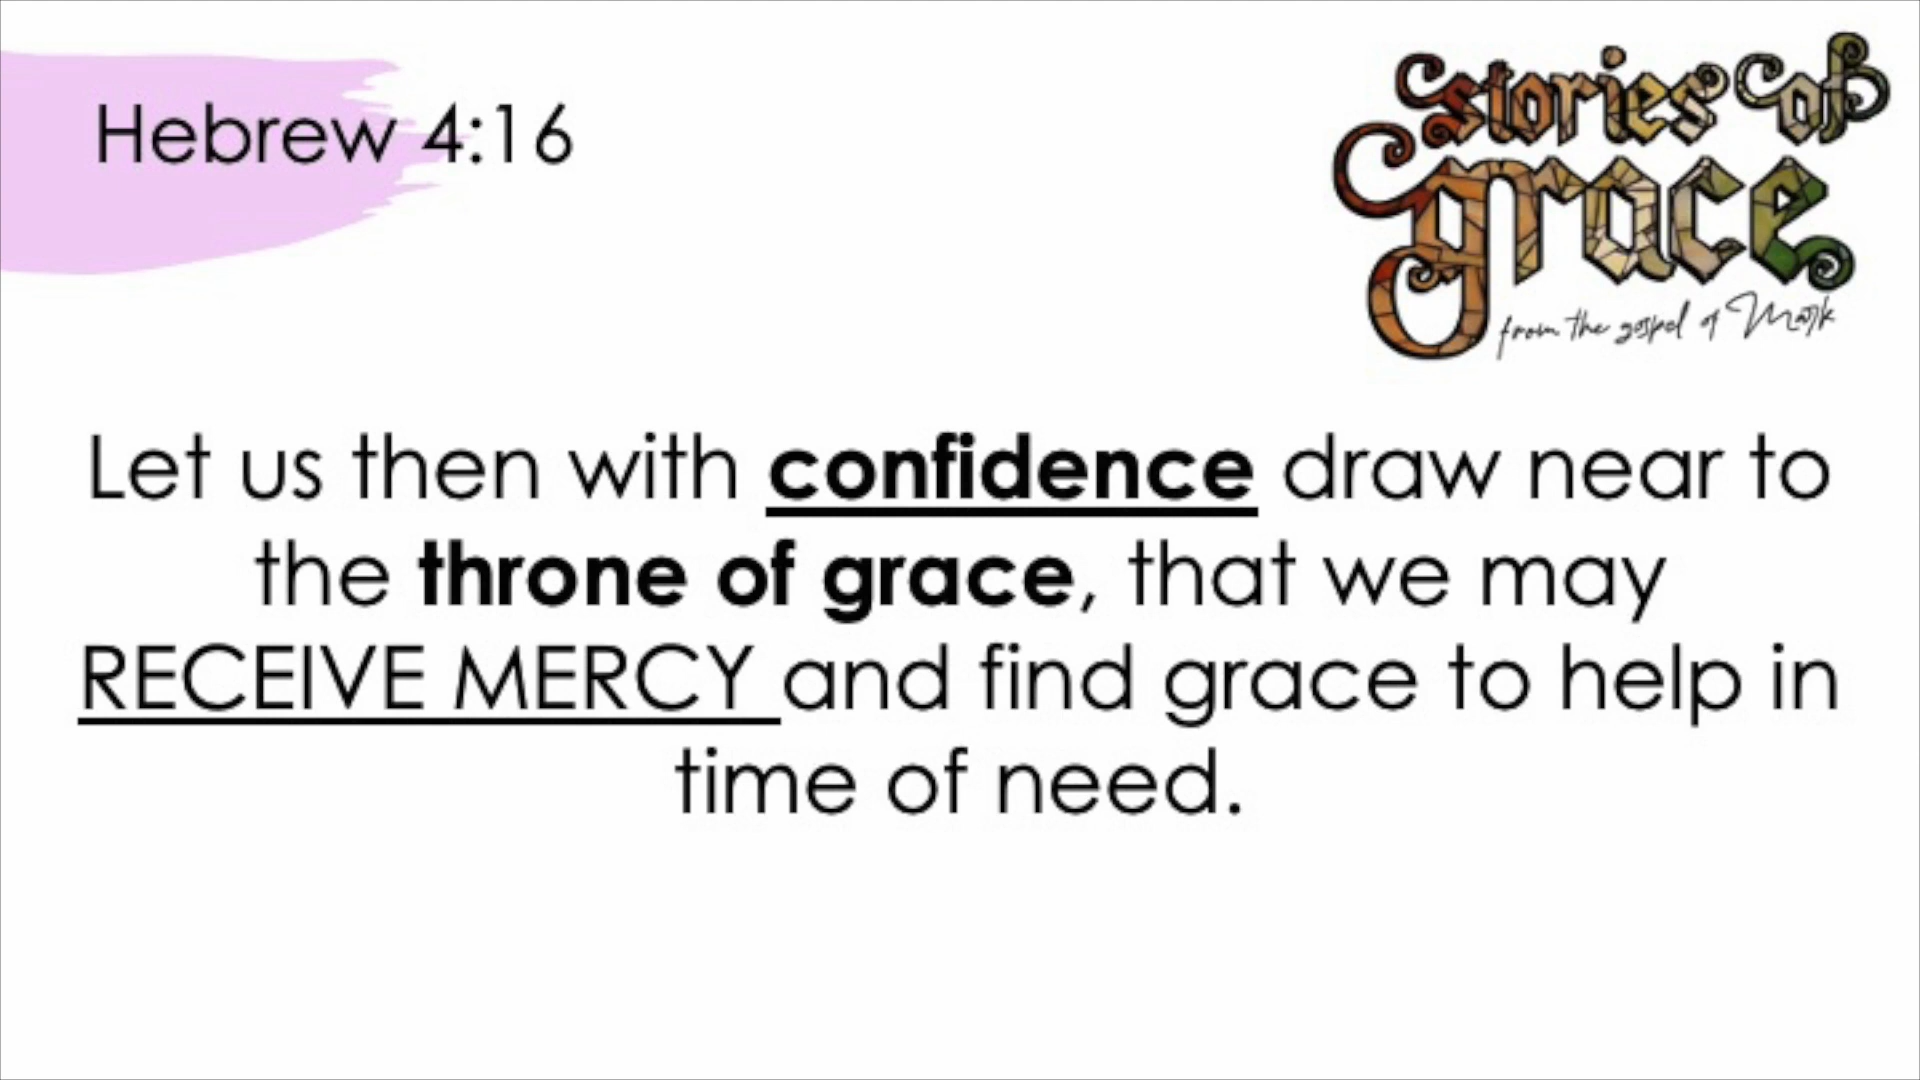 Hebrew 4:16
stories of
grace
from the gospel of Mark
Let us then with confidence draw near to
the throne of grace, that we may
RECEIVE MERCY and find grace to help in
time of need.